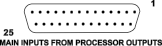 1
25
MAIN INPUTS FROM PROCESSOR OUTPUTS